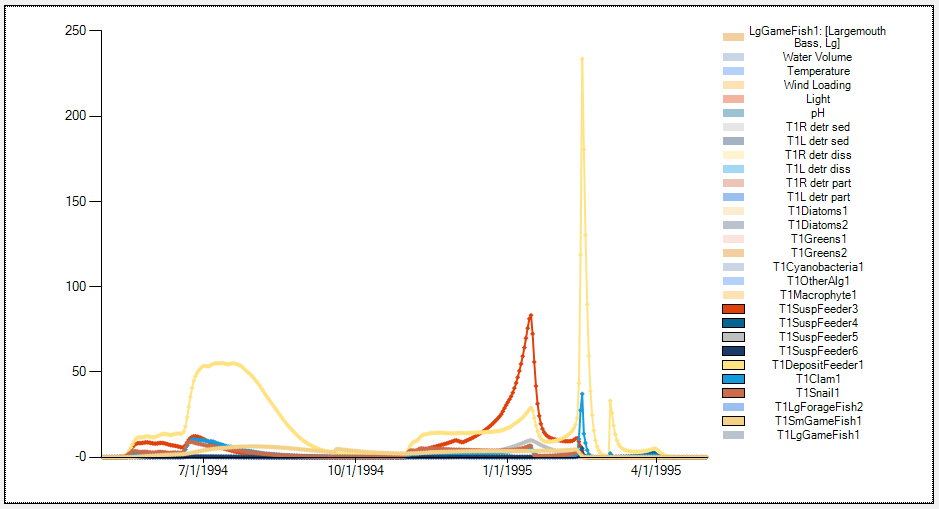 250
200
150
100
50
-0
7/1/1994
10/1/1994
1/1/1995
4/1/1995
LgGameFish1: [Largemouth
Bass, Lg]
Water Volume
Temperature
Wind Loading
Light
pH
T1R detr sed
T1L detr sed
T1R detr diss
T1L detr diss
T1R detr part
T1L detr part
T1Diatoms1
T1Diatoms2
T1Greens1
T1Greens2
T1Cyanobacteria1
T1OtherAlg1
T1Macrophyte1
T1SuspFeeder3
T1SuspFeeder4
T1SuspFeeder5
T1SuspFeeder6
T1DepositFeeder1
T1Clam1
T1Snail1
T1LgForageFish2
T1SmGameFish1
T1LgGameFish1